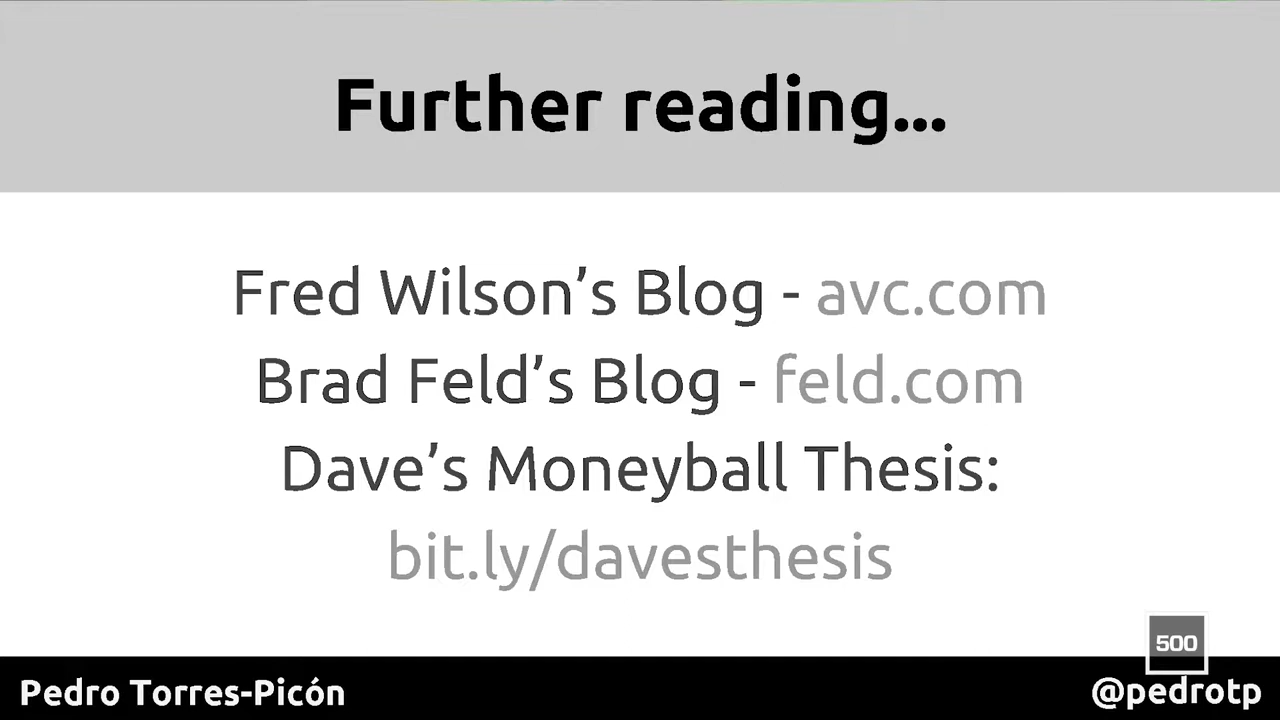 Further reading...
Fred Wilson’s Blog - avc.com
Brad Feld’s Blog - feld.com
Dave’s Moneyball Thesis:
bit.ly/davesthesis
500
Pedro Torres-Picón
@pedrotp